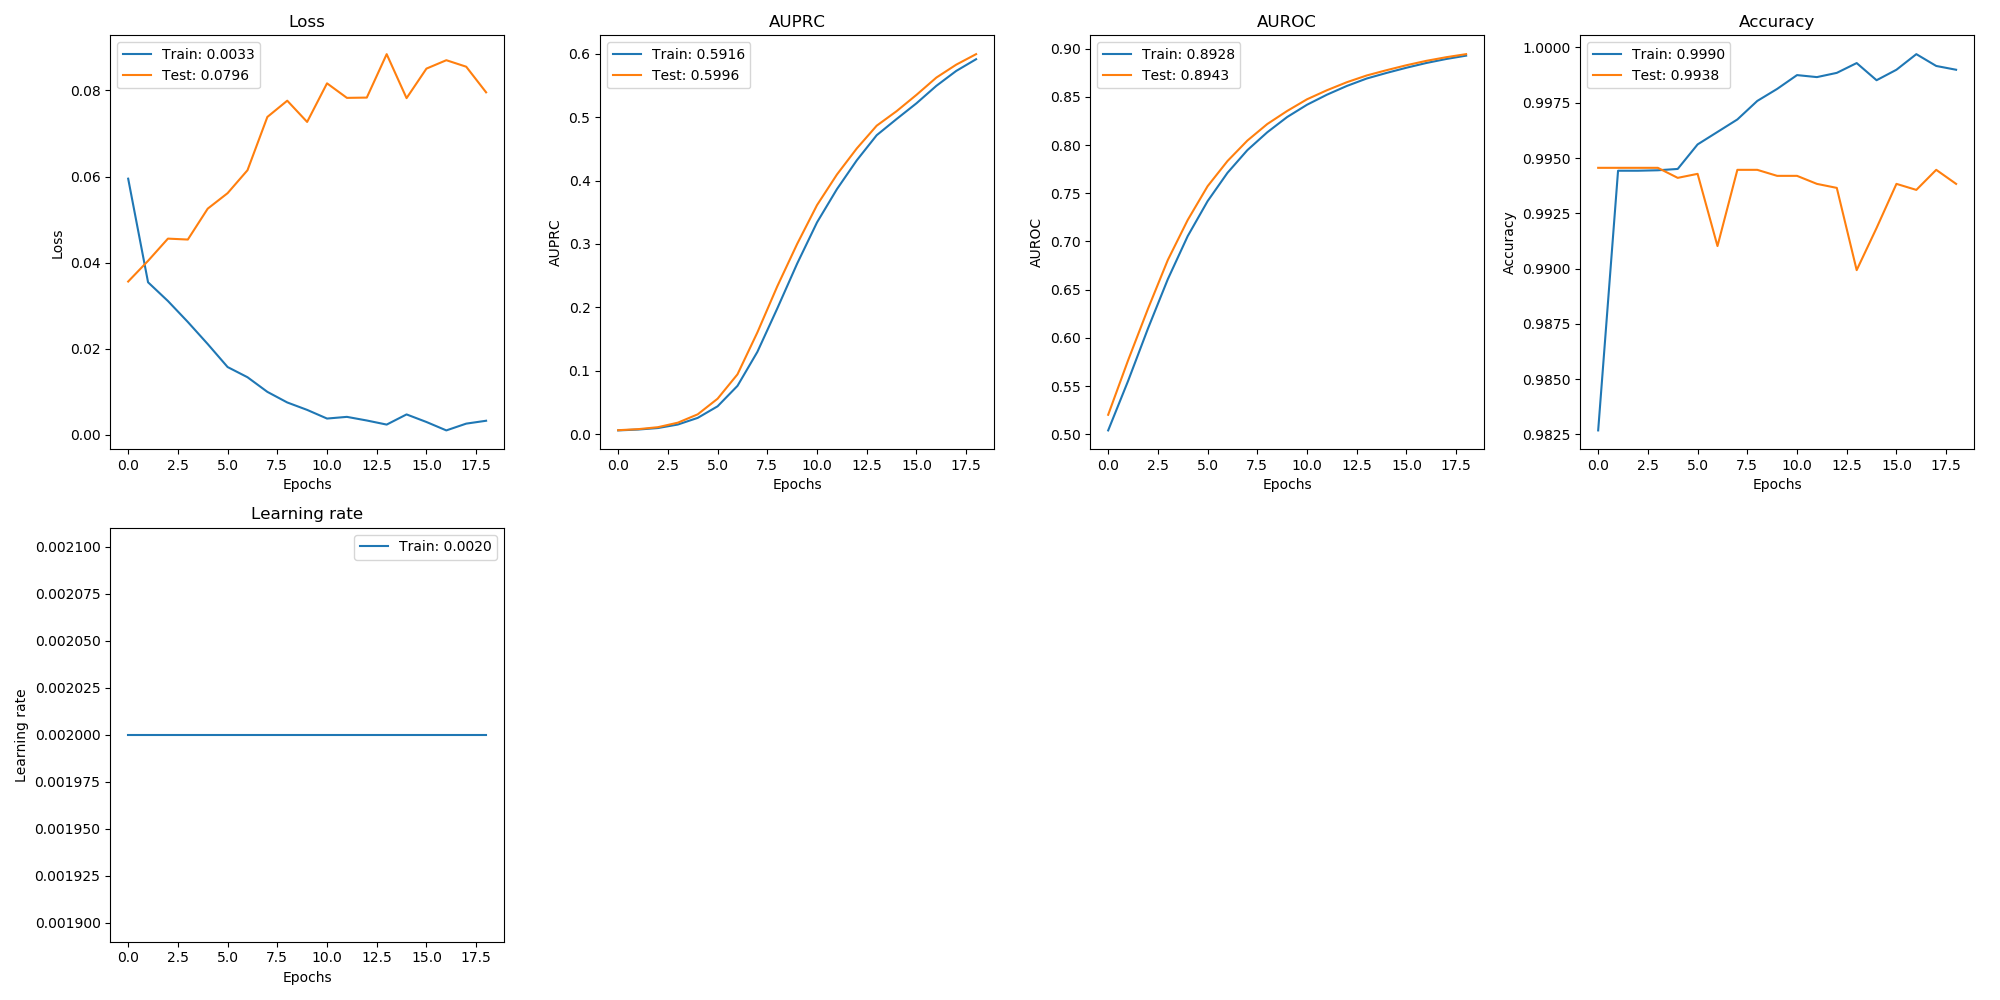 Loss
Train: 0.0033
Test: 0.0796
0.08
0.06
0.04
0.02
0.00
Loss
0.0 2.5 5.0 7.5 10.0 12.5 15.0 17.5
Epochs
AUPRC
Train: 0.5916
Test: 0.5996
0.6
0.5
0.4
0.3
0.2
0.1
0.0
AUPRC
0.0 2.5 5.0 7.5 10.0 12.5 15.0 17.5
Epochs
AUROC
Train: 0.8928
Test: 0.8943
0.90
0.85
0.80
0.75
0.70
0.65
0.60
0.55
0.50
AUROC
0.0 2.5 5.0 7.5 10.0 12.5 15.0 17.5
Epochs
Accuracy
Train: 0.9990
Test: 0.9938
1.0000
0.9975
0.9950
0.9925
0.9900
0.9875
0.9850
0.9825
Accuracy
0.0 2.5 5.0 7.5 10.0 12.5 15.0 17.5
Epochs
Learning rate
Train: 0.0020
0.002100
0.002075
0.002050
0.002025
0.002000
0.001975
0.001950
0.001925
0.001900
Learning rate
0.0 2.5 5.0 7.5 10.0 12.5 15.0 17.5
Epochs